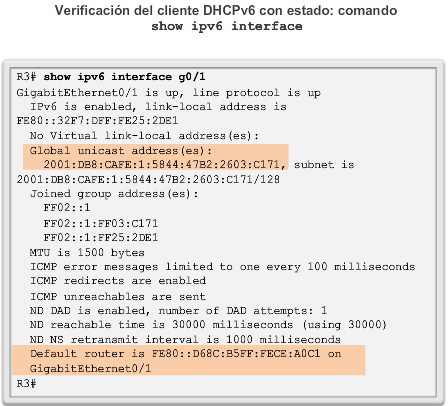 Verificación del cliente DHCPv6 con estado: comando
show ipv6 interface
R3# show ipv6 interface g0/1
GigabitEthernet0/1 is up, line protocol is up
IPv6 is enabled, link-local address is
FE80::32F7:DFF:FE25:2DE1
No Virtual link-local address(es):
Global unicast address(es):
2001:DB8:CAFE:1:5844:47B2:2603:C171, subnet is
2001:DB8:CAFE:1:5844:47B2:2603:C171/128
Joined group address(es):
FF02::1
FF02::1:FF03:C171
FF02::1:FF25:2DE1
MTU is 1500 bytes
ICMP error messages limited to one every 100 milliseconds
ICMP redirects are enabled
ICMP unreachables are sent
ND DAD is enabled, number of DAD attempts: 1
ND reachable time is 30000 milliseconds (using 30000)
ND NS retransmit interval is 1000 milliseconds
Default router is FE80::D68C:B5FF:FECE:A0C1 on
GigabitEthernet0/1
R3#